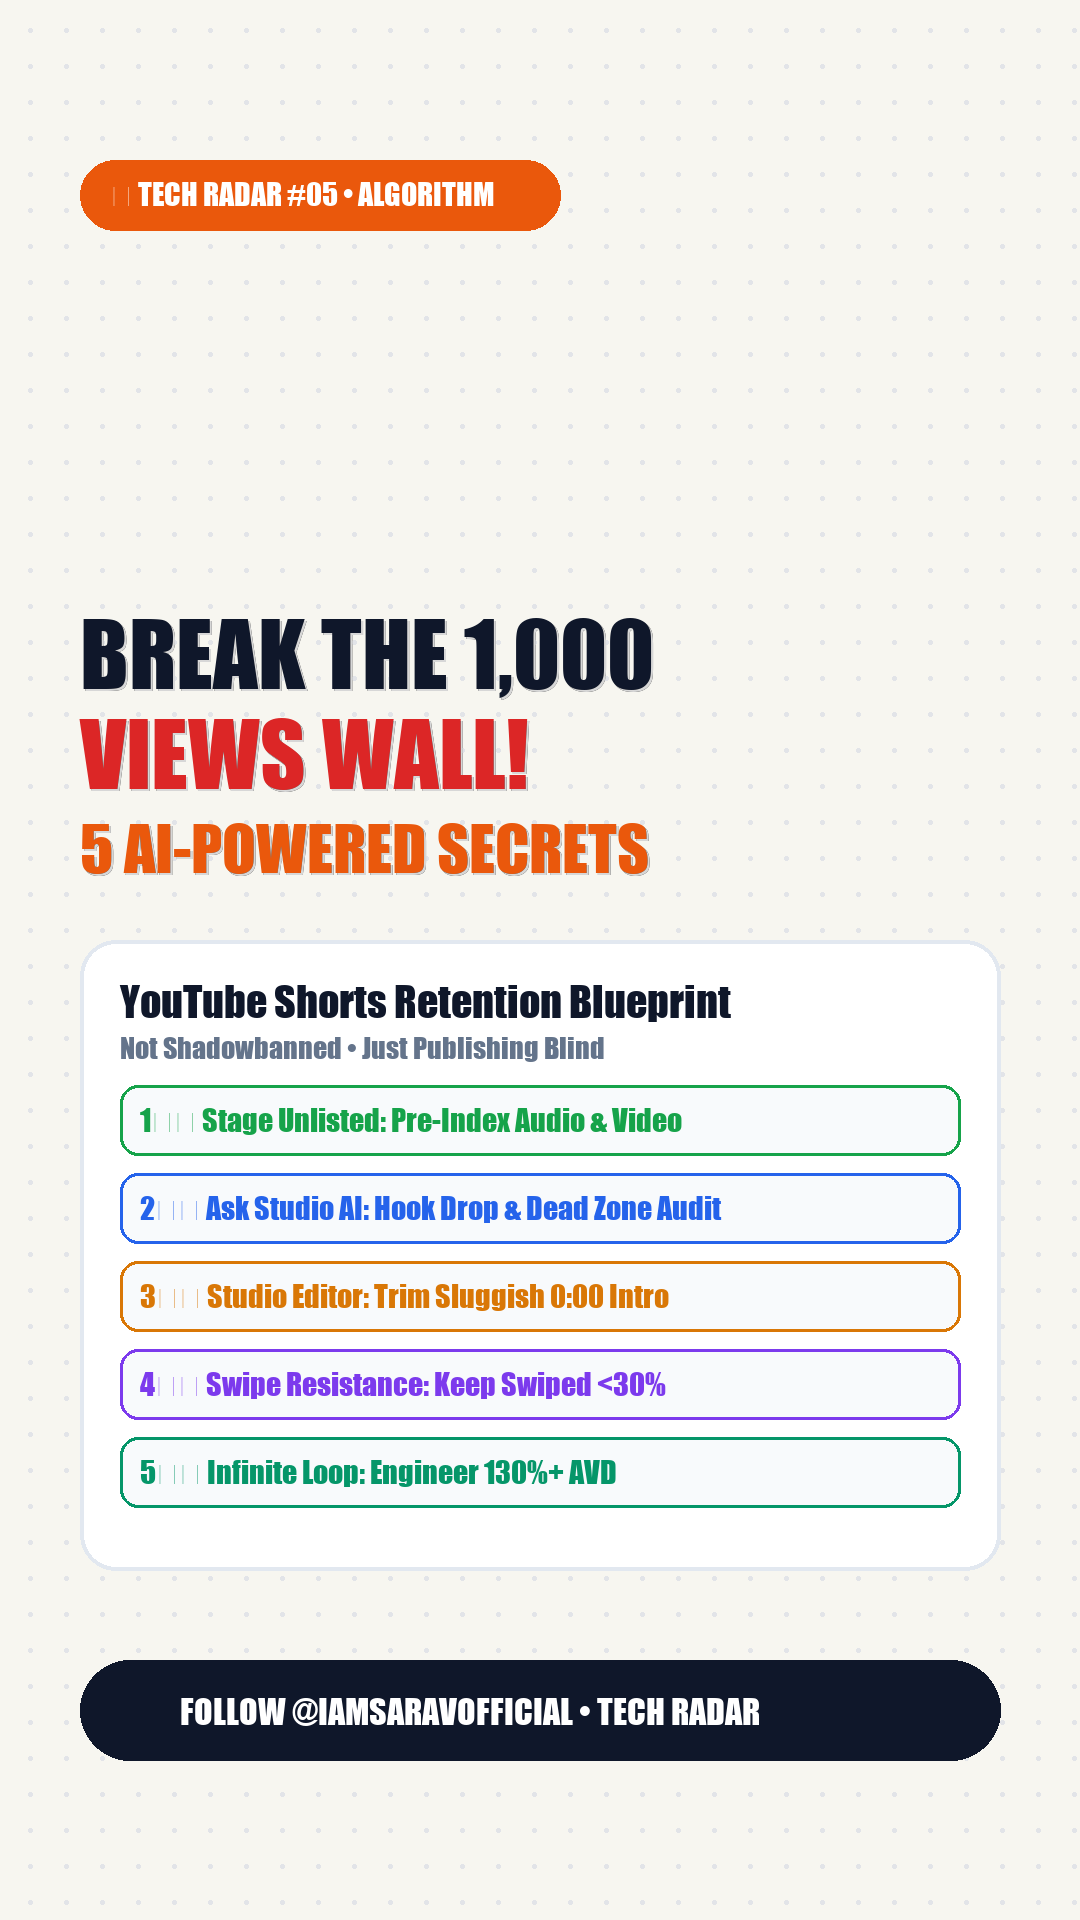 TECH RADAR #05 • ALGORITHM
BREAK THE 1,000
VIEWS WALL!
5 AI-POWERED SECRETS
YouTube Shorts Retention Blueprint
Not Shadowbanned • Just Publishing Blind
1 Stage Unlisted: Pre-Index Audio & Video
2 Ask Studio AI: Hook Drop & Dead Zone Audit
3 Studio Editor: Trim Sluggish 0:00 Intro
4 Swipe Resistance: Keep Swiped <30%
5 Infinite Loop: Engineer 130%+ AVD
FOLLOW @IAMSARAVOFFICIAL • TECH RADAR